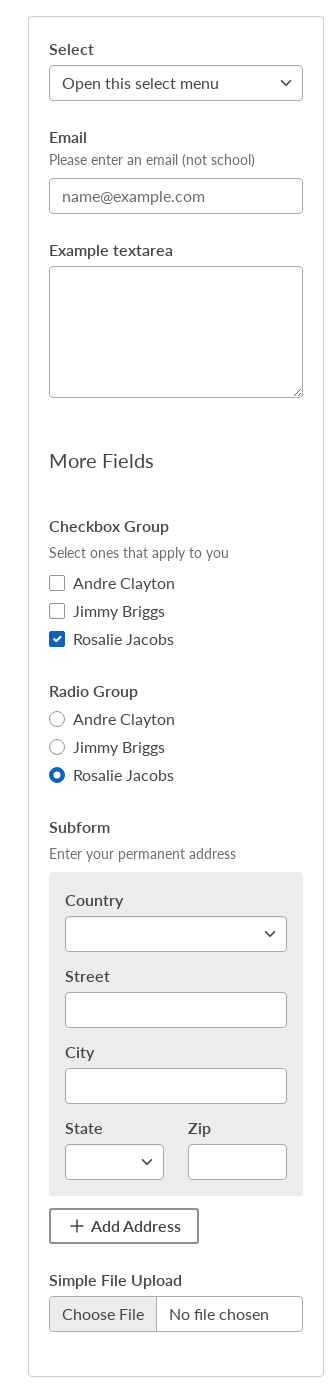 Select
Open this select menu
Email
Please enter an email (not school)
name@example.com
Example textarea
More Fields
Checkbox Group
Select ones that apply to you
Andre Clayton
Jimmy Briggs
Rosalie Jacobs
Radio Group
Andre Clayton
Jimmy Briggs
Rosalie Jacobs
Subform
Enter your permanent address
Country
Street
City
State Zip
Add Address
Simple File Upload
Choose File No file chosen